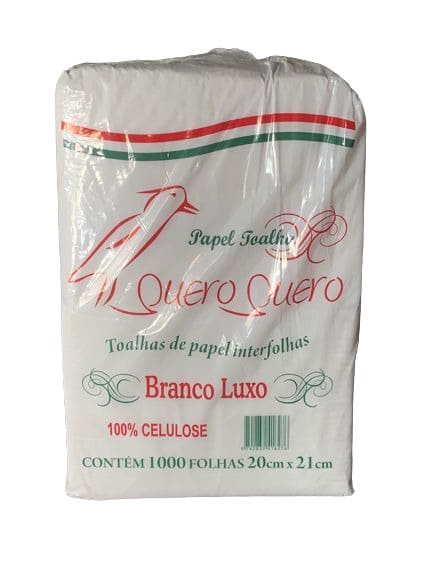 Papel Toalha
Quero Quero
Toalhas de papel interfolhas
Branco Luxo
100% CELULOSE
CONTÉM 1000 FOLHAS 20cm x 21cm